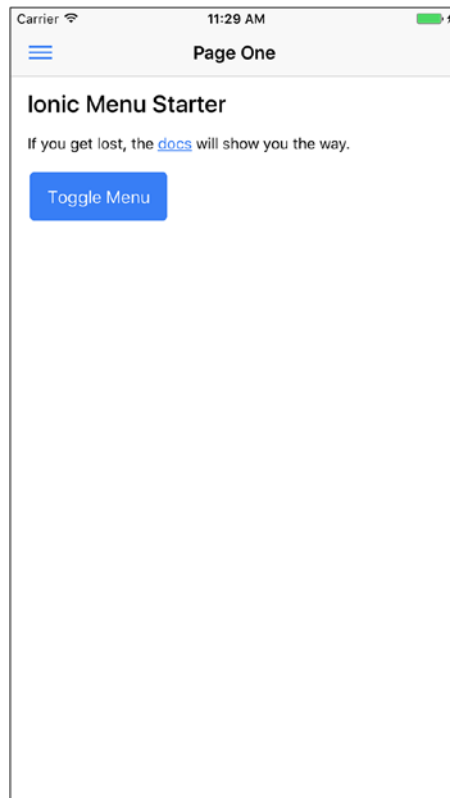 Carrier
11:29 AM
Page One
Ionic Menu Starter
If you get lost, the docs will show you the way.
Toggle Menu